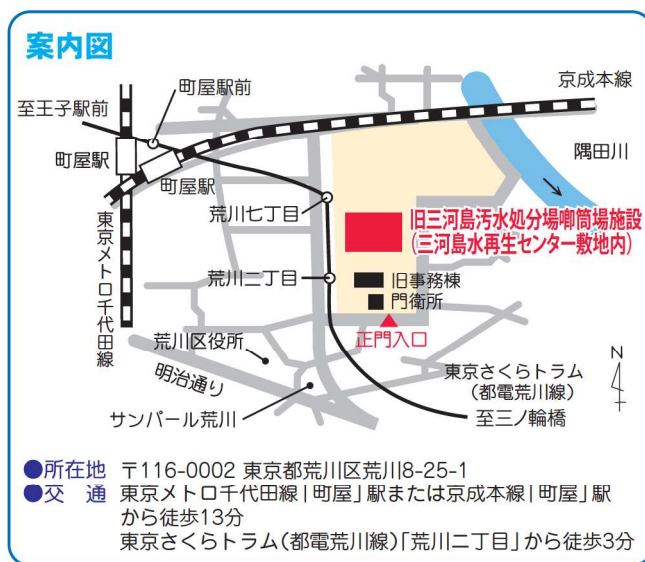 案内図
京成本線
町屋駅前
至王子駅前
隅田川
町屋駅
町屋駅
荒川七丁目
旧三河島汚水処分場喞筒場施設
(三河島水再生センター敷地内)
東京メトロ千代田線
荒川二丁目
旧事務棟
門衛所
正門入口
荒川区役所
明治通り
東京さくらトラム
(都電荒川線)
N
サンパール荒川
至三ノ輪橋
●所在地 〒116-0002 東京都荒川区荒川8-25-1
●交 通 東京メトロ千代田線「町屋」駅または京成本線「町屋」駅
から徒歩13分
東京さくらトラム(都電荒川線)「荒川二丁目」から徒歩3分